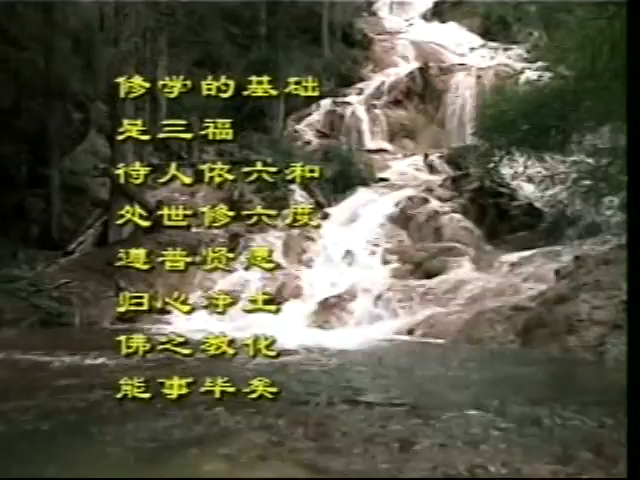 修学的基础
是三福
待人依六和
处世修六度
遵普贤愿
归心净土
佛之教化
能事毕矣